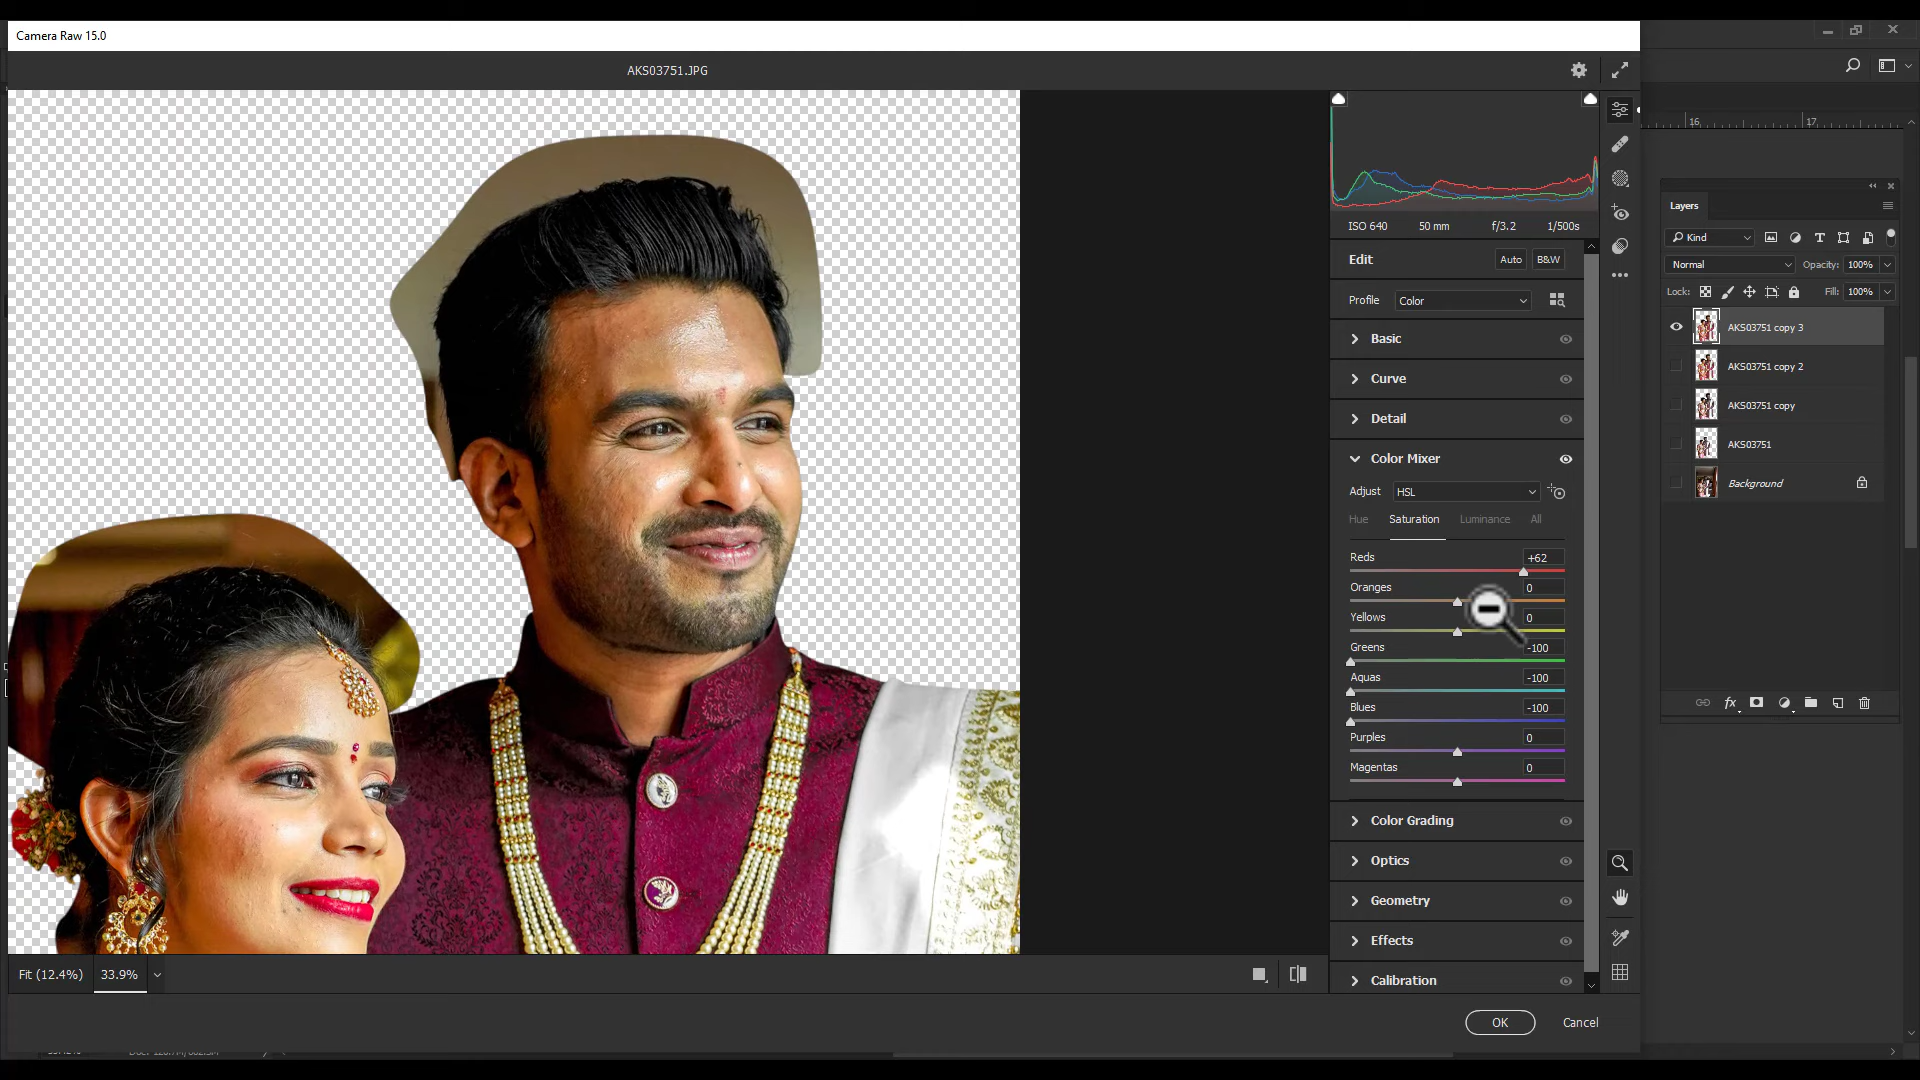 Camera Raw 15.0
AKS03751.JPG
16
17
ISO 640 50 mm f/3.2 1/500s
Edit Auto B&W
Profile Color
Basic
Curve
Detail
Color Mixer
Adjust HSL
Hue Saturation Luminance All
Reds +62
Oranges 0
Yellows 0
Greens -100
Aquas -100
Blues -100
Purples 0
Magentas 0
Color Grading
Optics
Geometry
Effects
Calibration
Fit (12.4%) 33.9%
OK Cancel
Layers
Kind
Normal Opacity: 100%
Lock: Fill: 100%
AKS03751 copy 3
AKS03751 copy 2
AKS03751 copy
AKS03751
Background
fx